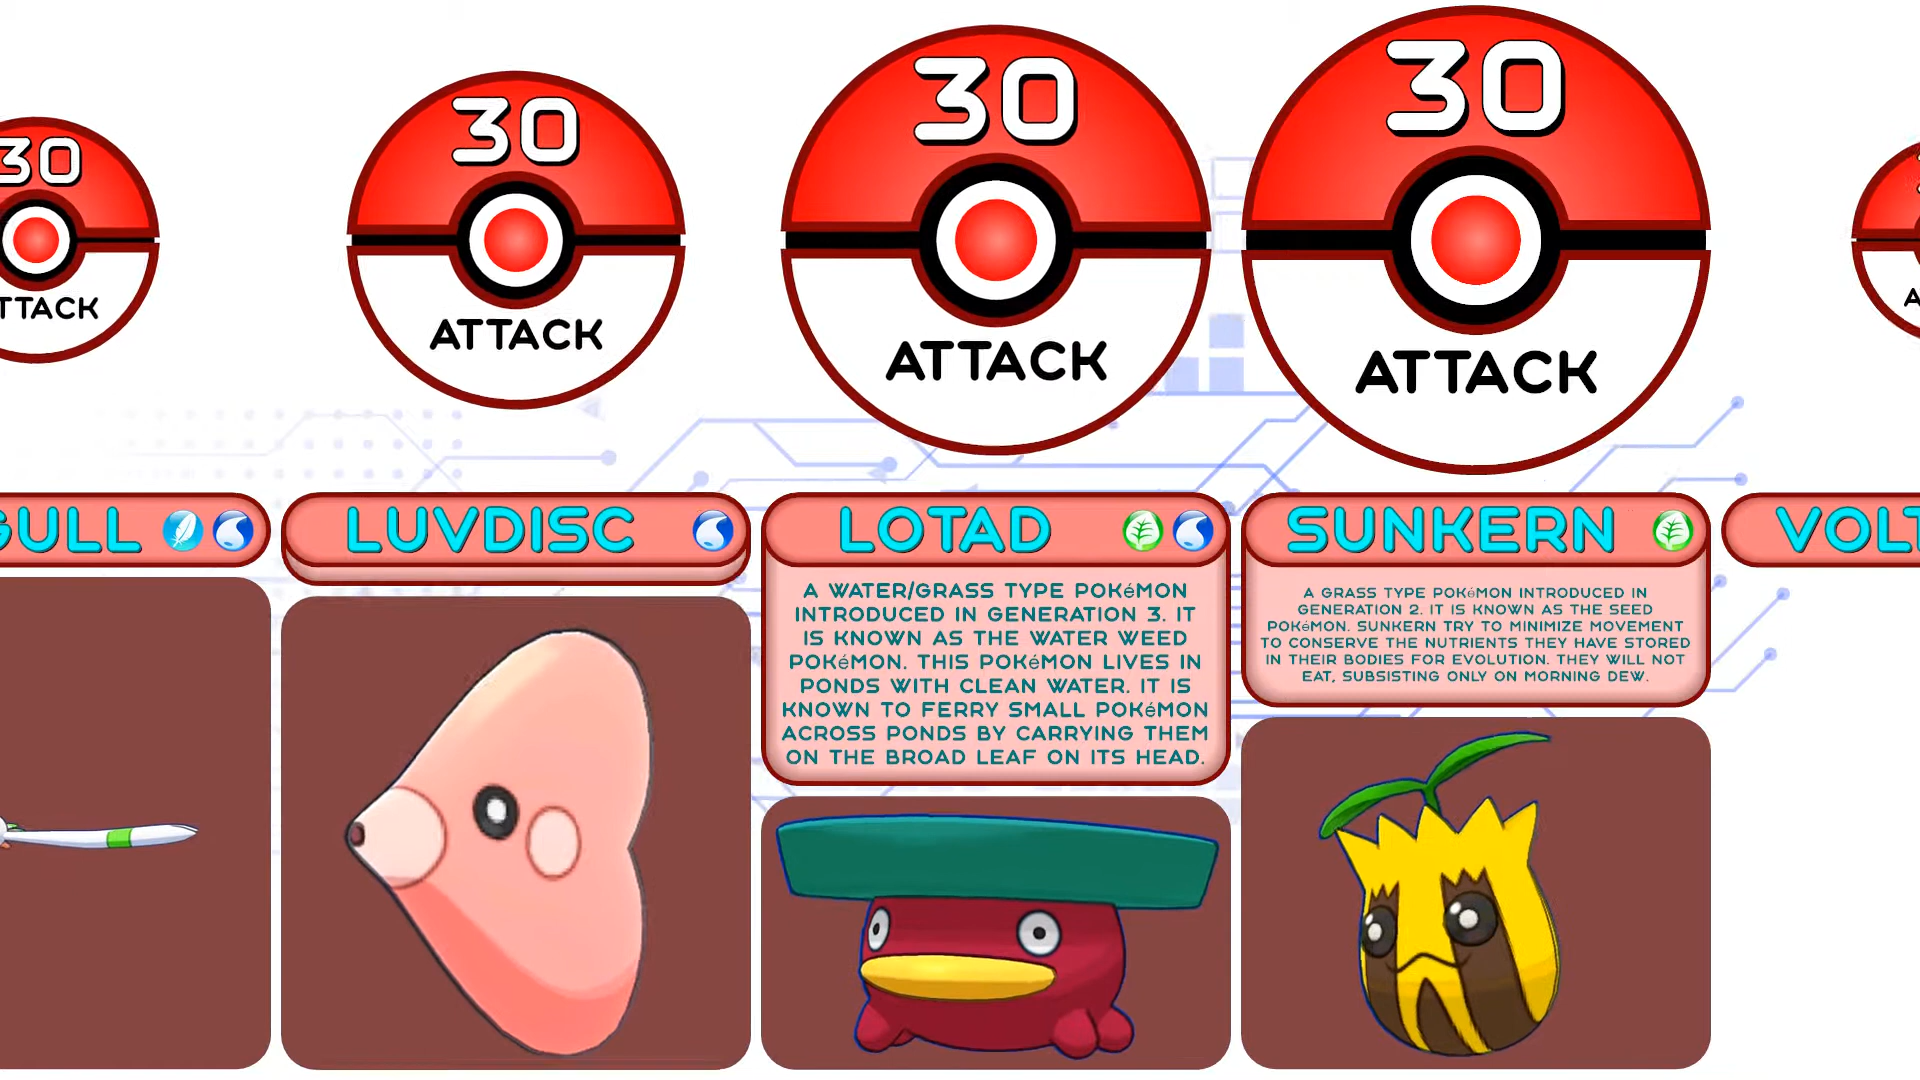 30
ATTACK
30
ATTACK
30
ATTACK
30
ATTACK
GULL
LUVDISC
LOTAD
A WATER/GRASS TYPE POKéMON
INTRODUCED IN GENERATION 3. IT
IS KNOWN AS THE WATER WEED
POKéMON. THIS POKéMON LIVES IN
PONDS WITH CLEAN WATER. IT IS
KNOWN TO FERRY SMALL POKéMON
ACROSS PONDS BY CARRYING THEM
ON THE BROAD LEAF ON ITS HEAD.
SUNKERN
A GRASS TYPE POKéMON INTRODUCED IN
GENERATION 2. IT IS KNOWN AS THE SEED
POKéMON. SUNKERN TRY TO MINIMIZE MOVEMENT
TO CONSERVE THE NUTRIENTS THEY HAVE STORED
IN THEIR BODIES FOR EVOLUTION. THEY WILL NOT
EAT, SUBSISTING ONLY ON MORNING DEW.
VOLT